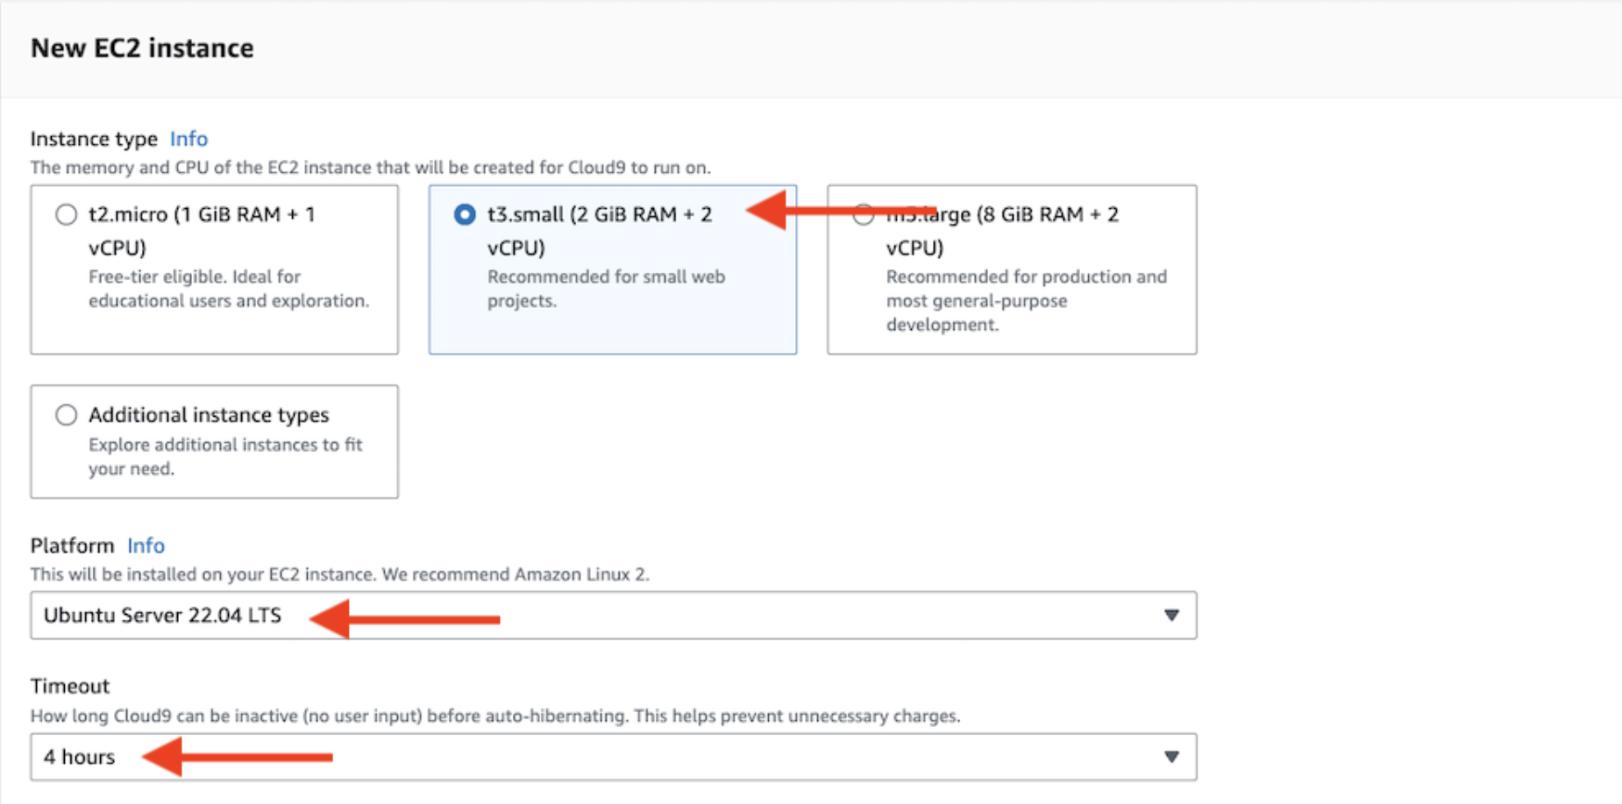 New EC2 instance
Instance type Info
The memory and CPU of the EC2 instance that will be created for Cloud9 to run on.
t2.micro (1 GiB RAM + 1
vCPU)
Free-tier eligible. Ideal for
educational users and exploration.
t3.small (2 GiB RAM + 2
vCPU)
Recommended for small web
projects.
m5.large (8 GiB RAM + 2
vCPU)
Recommended for production and
most general-purpose
development.
Additional instance types
Explore additional instances to fit
your need.
Platform Info
This will be installed on your EC2 instance. We recommend Amazon Linux 2.
Ubuntu Server 22.04 LTS
Timeout
How long Cloud9 can be inactive (no user input) before auto-hibernating. This helps prevent unnecessary charges.
4 hours